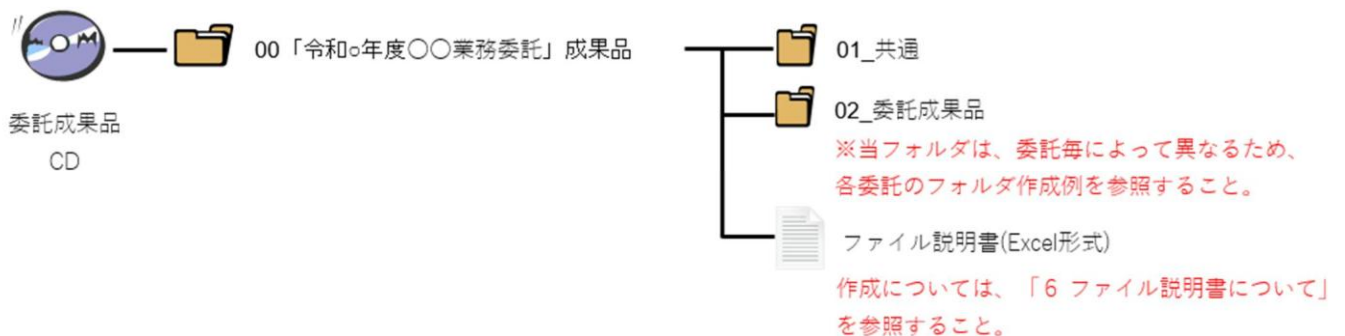 委託成果品
CD
00「令和○年度〇〇業務委託」成果品
01_共通
02_委託成果品
※当フォルダは、委託毎によって異なるため、
各委託のフォルダ作成例を参照すること。
ファイル説明書(Excel形式)
作成については、「6 ファイル説明書について」
を参照すること。